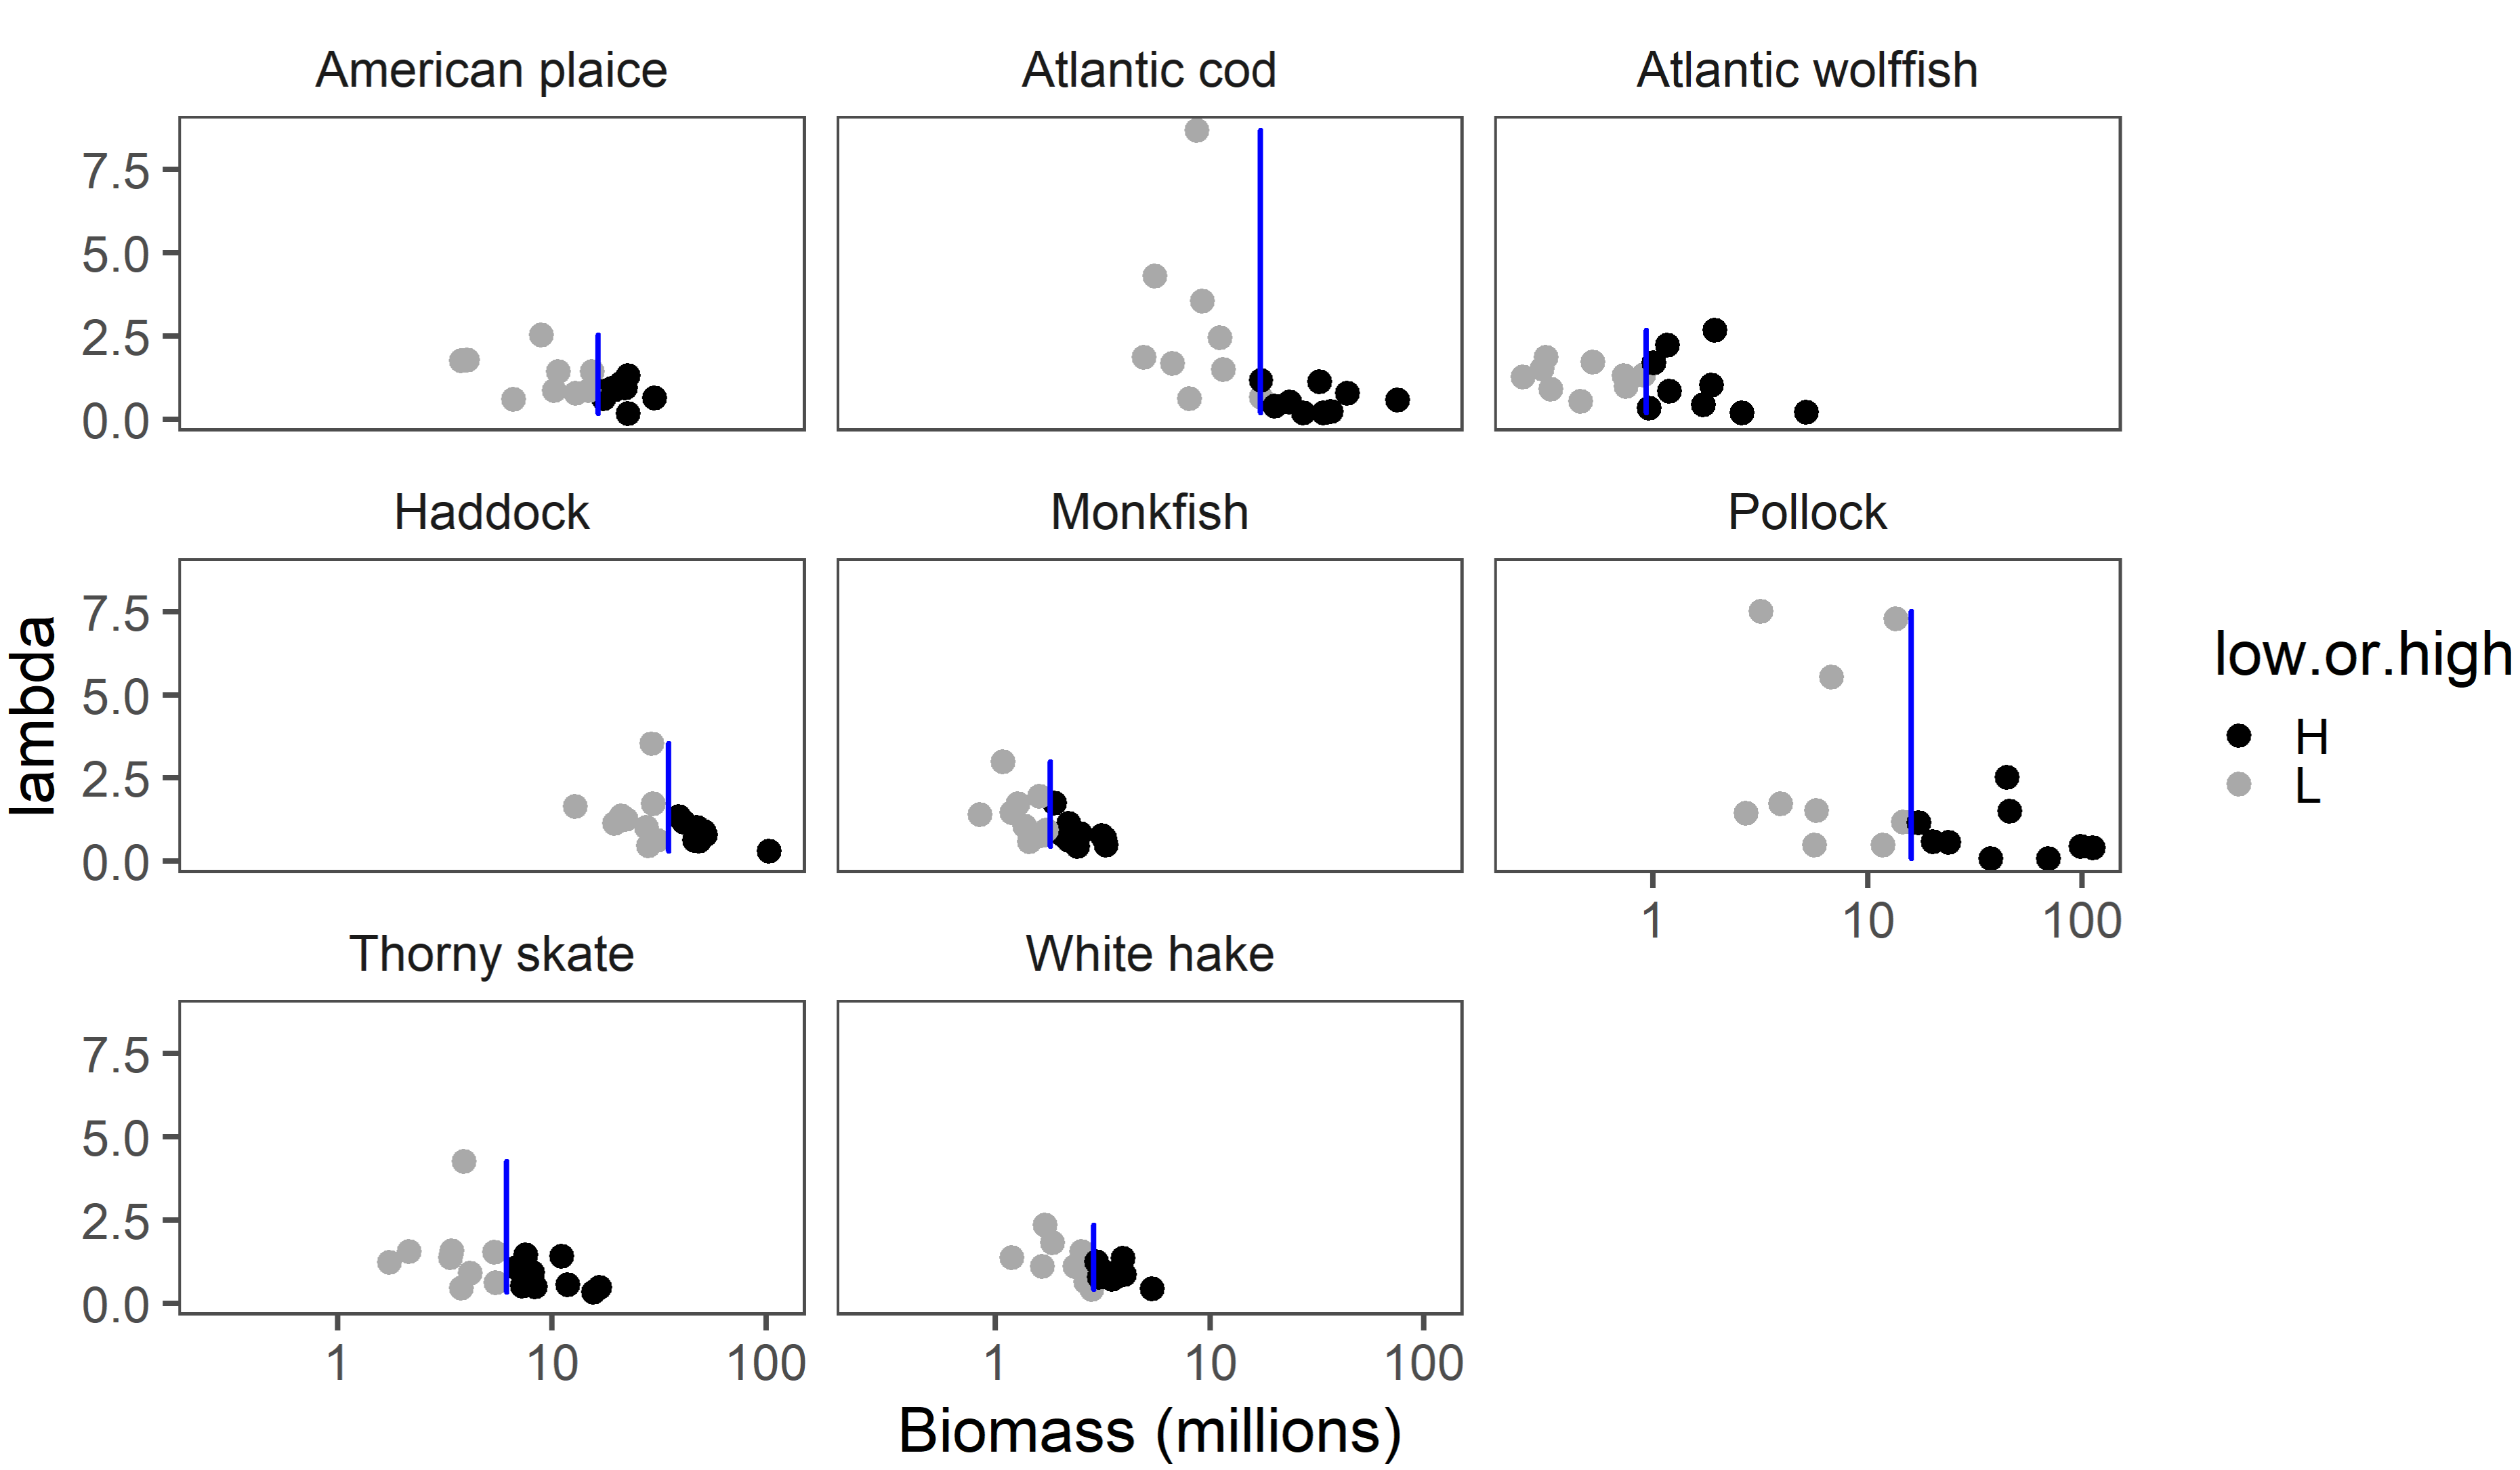 American plaice
Atlantic cod
Atlantic wolffish
7.5
5.0
2.5
0.0
Haddock
Monkfish
Pollock
7.5
5.0
2.5
0.0
1 10 100
lambda
low.or.high
H
L
Thorny skate
White hake
7.5
5.0
2.5
0.0
1 10 100
1 10 100
Biomass (millions)